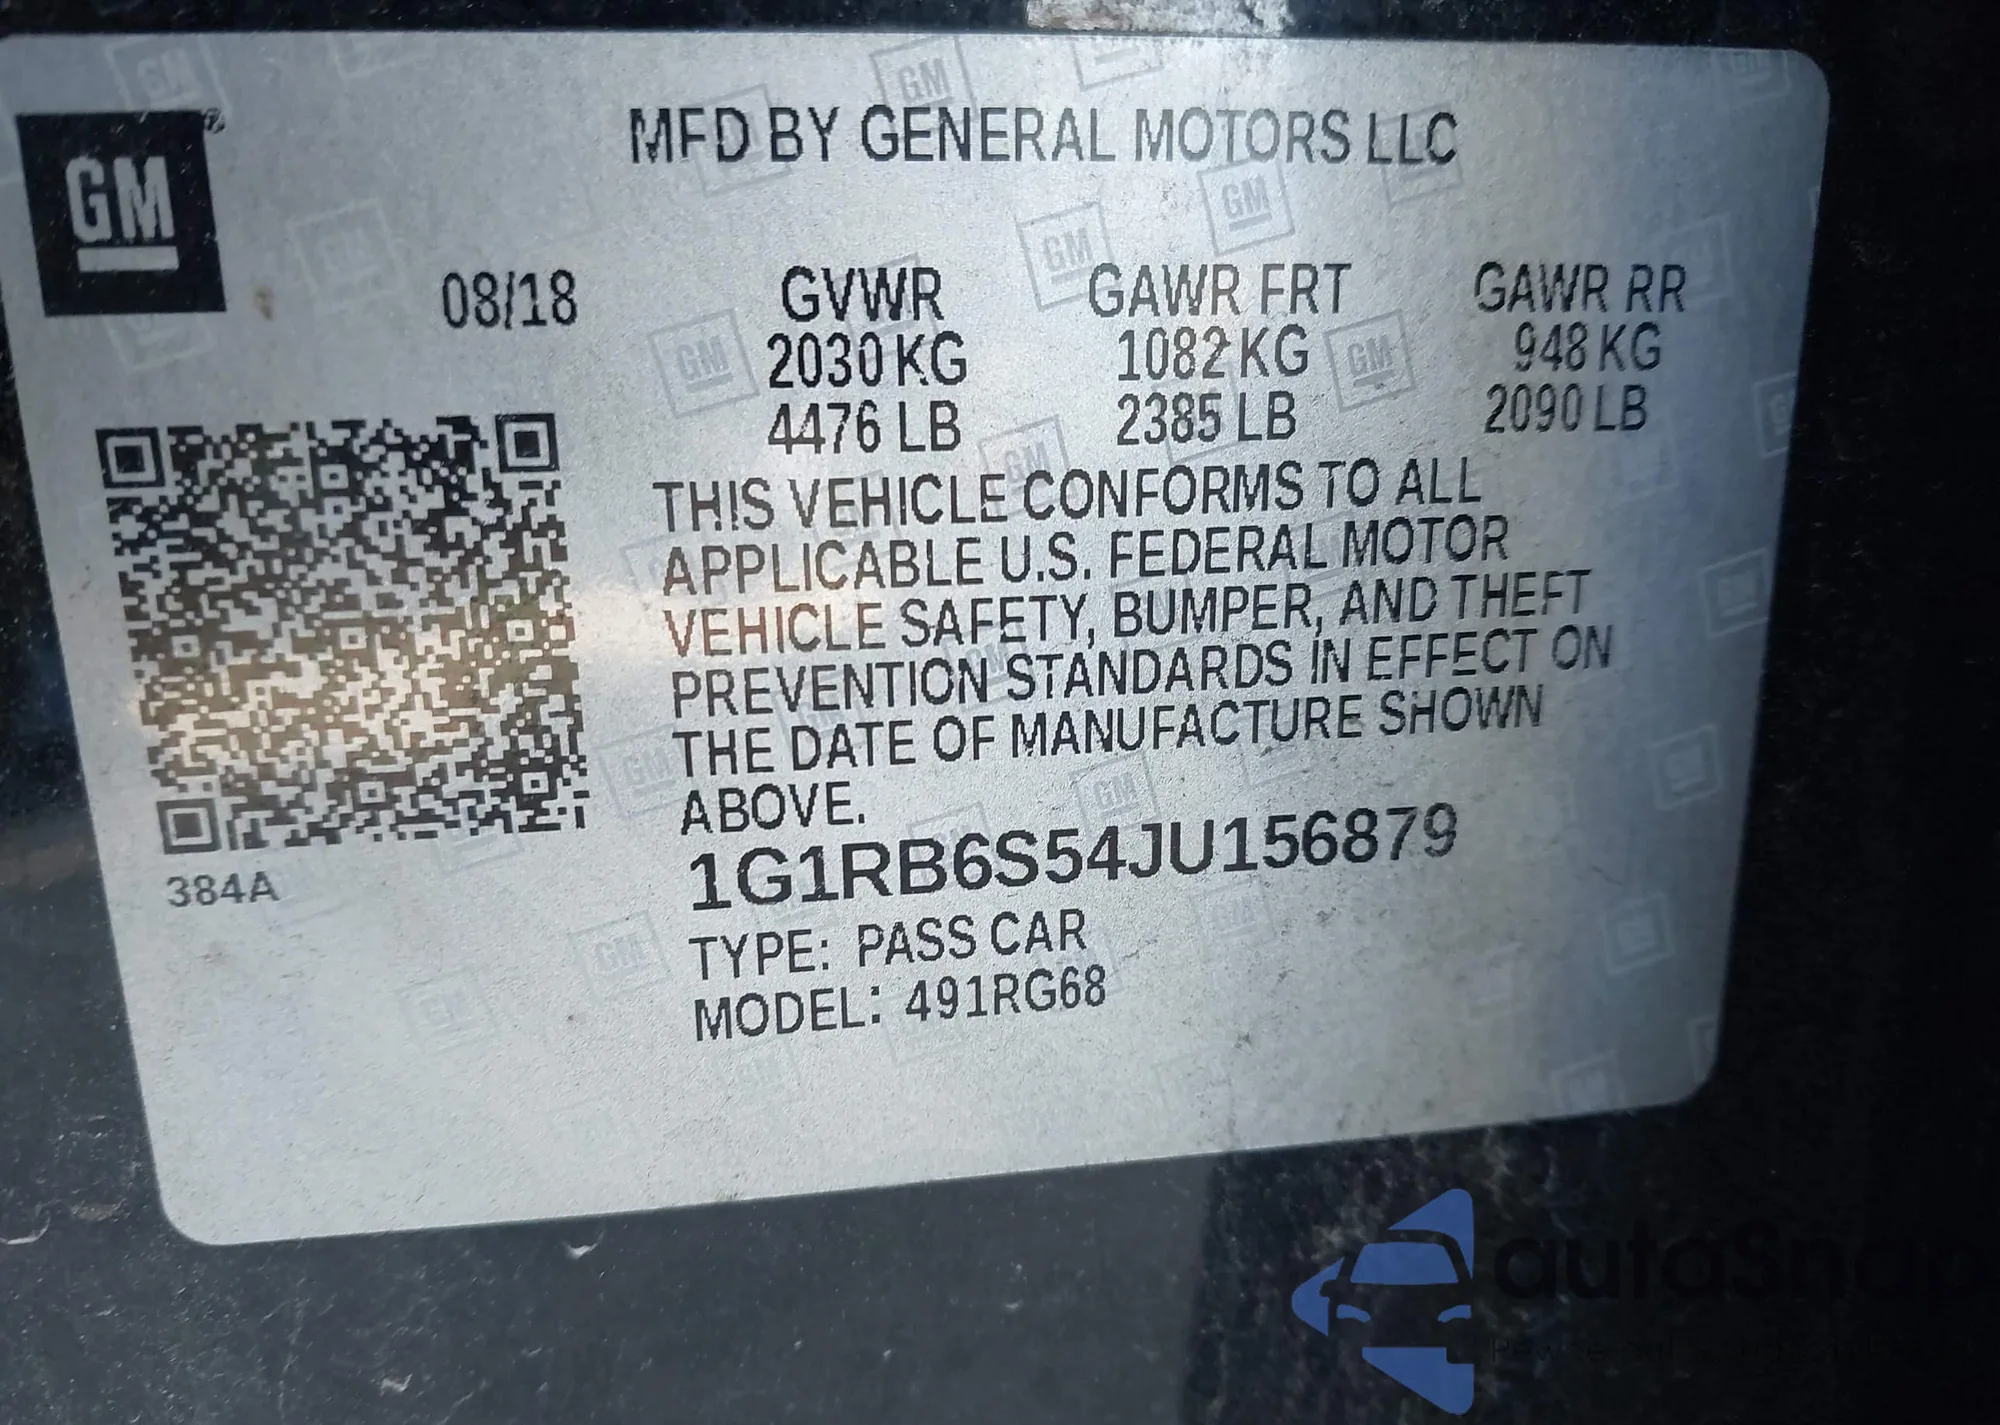 GM
MFD BY GENERAL MOTORS LLC
08/18
GVWR GAWR FRT GAWR RR
2030 KG 1082 KG 948 KG
4476 LB 2385 LB 2090 LB
THIS VEHICLE CONFORMS TO ALL
APPLICABLE U.S. FEDERAL MOTOR
VEHICLE SAFETY, BUMPER, AND THEFT
PREVENTION STANDARDS IN EFFECT ON
THE DATE OF MANUFACTURE SHOWN
ABOVE.
384A
1G1RB6S54JU156879
TYPE: PASS CAR
MODEL: 491RG68
autoSnap